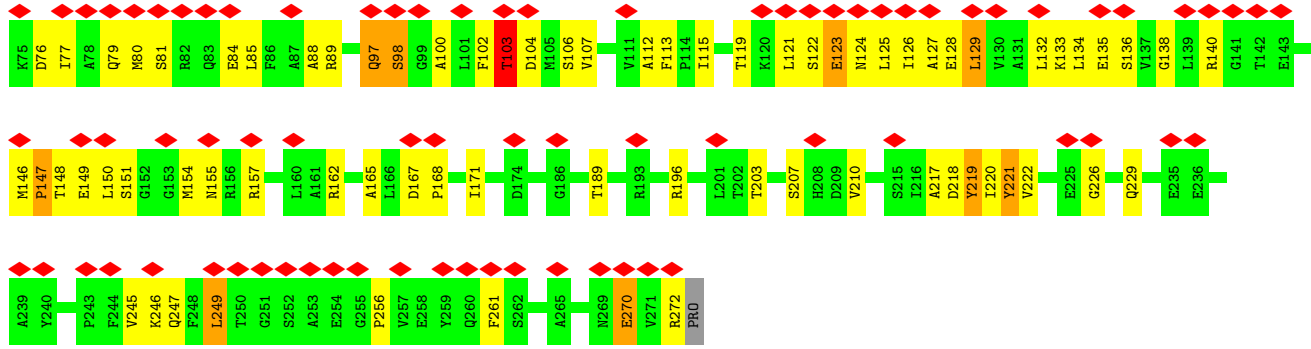 K75 D76 I77 A78 Q79 M80 S81 R82 Q83 E84 L85 F86 A87 A88 R89 Q97 S98 G99 A100 L101 F102 T103 D104 M105 S106 V107 V111 A112 F113 P114 I115 T119 K120 L121 S122 E123 N124 L125 I126 A127 E128 L129 V130 A131 L132 K133 L134 E135 S136 V137 G138 L139 R140 G141 T142 E143
M146 P147 T148 E149 L150 S151 G152 G153 M154 N155 R156 R157 L160 A161 R162 A165 L166 D167 P168 I171 D174 G186 T189 R193 R196 L201 T202 T203 S207 H208 D209 V210 S215 I216 A217 D218 Y219 I220 Y221 V222 E225 G226 Q229 E235 E236
A239 Y240 P243 F244 V245 K246 Q247 F248 L249 T250 G251 S252 A253 E254 G255 P256 V257 E258 Y259 Q260 F261 S262 A265 N269 E270 V271 R272 PRO